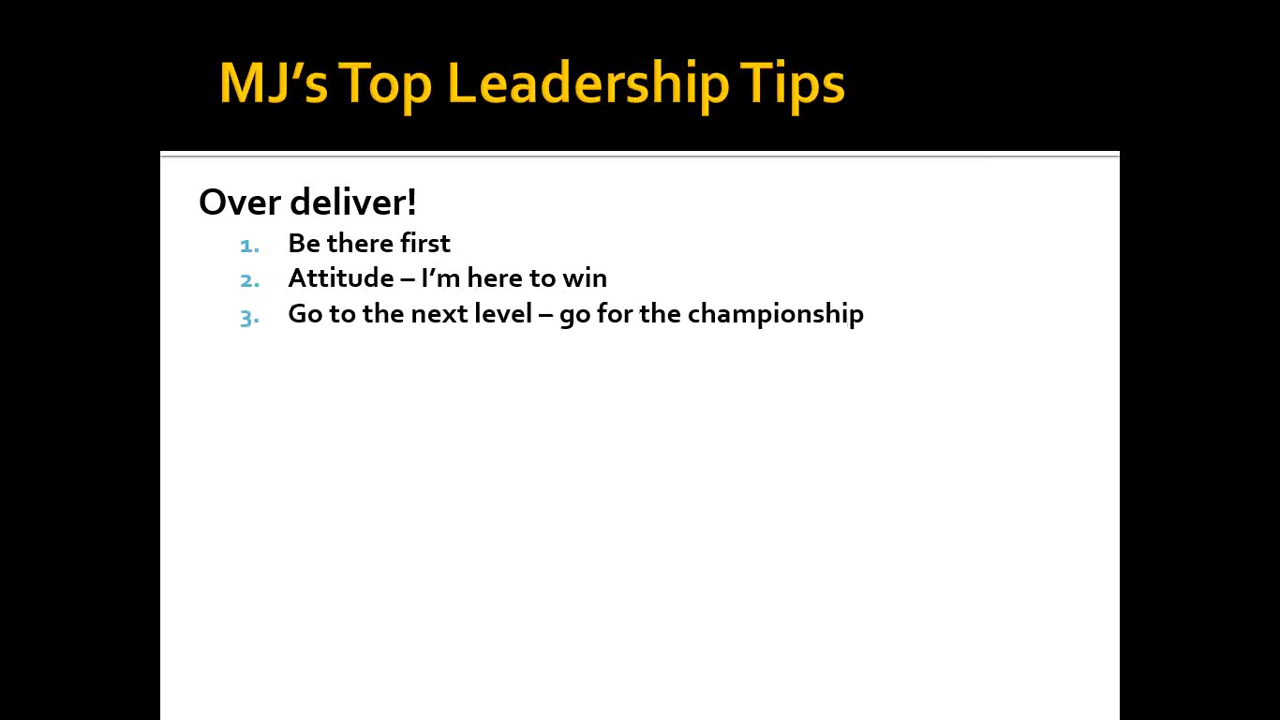 MJ’s Top Leadership Tips
Over deliver!
1. Be there first
2. Attitude – I’m here to win
3. Go to the next level – go for the championship